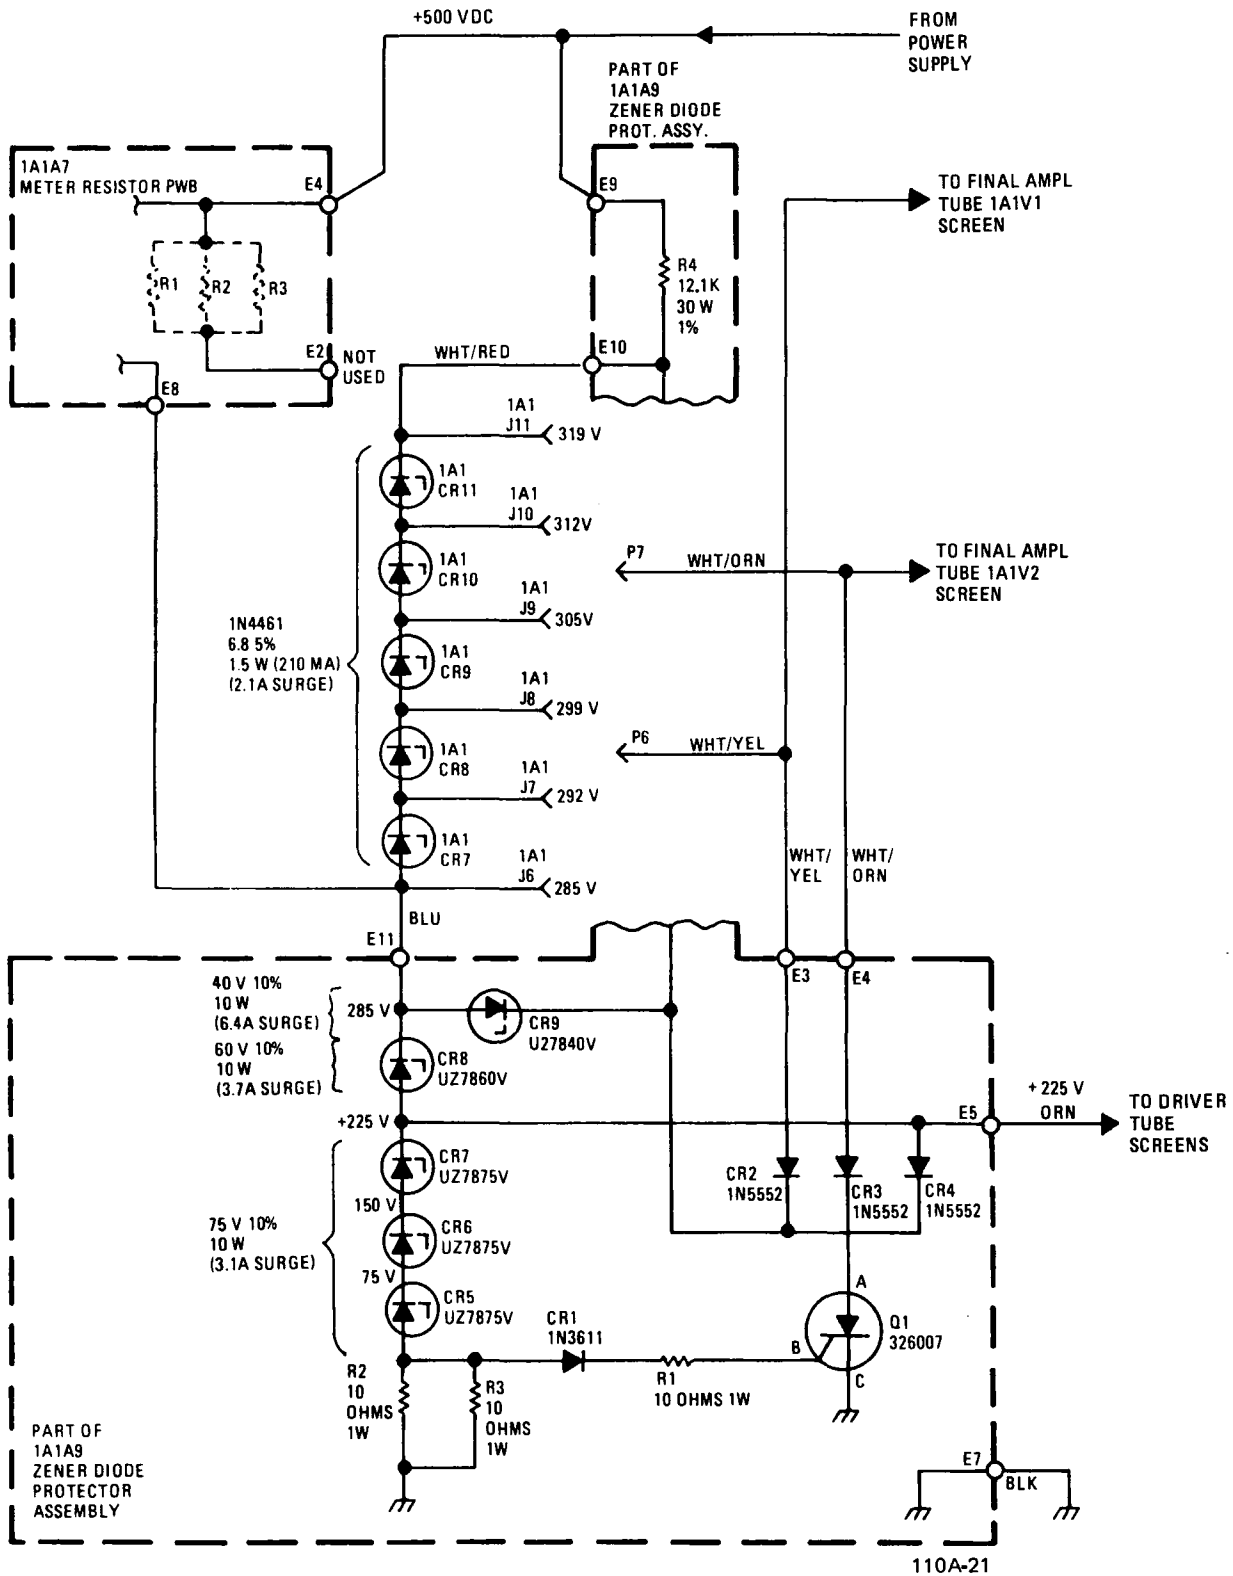 +500 VDC
FROM
POWER
SUPPLY
PART OF
1A1A9
ZENER DIODE
PROT. ASSY.
1A1A7
METER RESISTOR PWB
E4
E9
TO FINAL AMPL
TUBE 1A1V1
SCREEN
R1
R2
R3
R4
12.1K
30 W
1%
E2
NOT
USED
WHT/RED
E10
E8
1A1
J11
319 V
1A1
CR11
1A1
J10
312V
1A1
CR10
P7
WHT/ORN
TO FINAL AMPL
TUBE 1A1V2
SCREEN
1A1
J9
305V
1N4461
6.8 5%
1.5 W (210 MA)
(2.1A SURGE)
1A1
CR9
1A1
J8
299 V
1A1
CR8
P6
WHT/YEL
1A1
J7
292 V
1A1
CR7
1A1
J6
285 V
WHT/
YEL
WHT/
ORN
BLU
E11
E3
E4
40 V 10%
10 W
(6.4A SURGE)
285 V
CR9
U27840V
60 V 10%
10 W
(3.7A SURGE)
CR8
UZ7860V
+225 V
E5
+ 225 V
ORN
TO DRIVER
TUBE
SCREENS
CR7
UZ7875V
150 V
CR2
1N5552
CR3
1N5552
CR4
1N5552
75 V 10%
10 W
(3.1A SURGE)
CR6
UZ7875V
75 V
CR5
UZ7875V
CR1
1N3611
A
B
C
Q1
326007
R2
10
OHMS
1W
R3
10
OHMS
1W
R1
10 OHMS 1W
PART OF
1A1A9
ZENER DIODE
PROTECTOR
ASSEMBLY
E7
BLK
110A-21